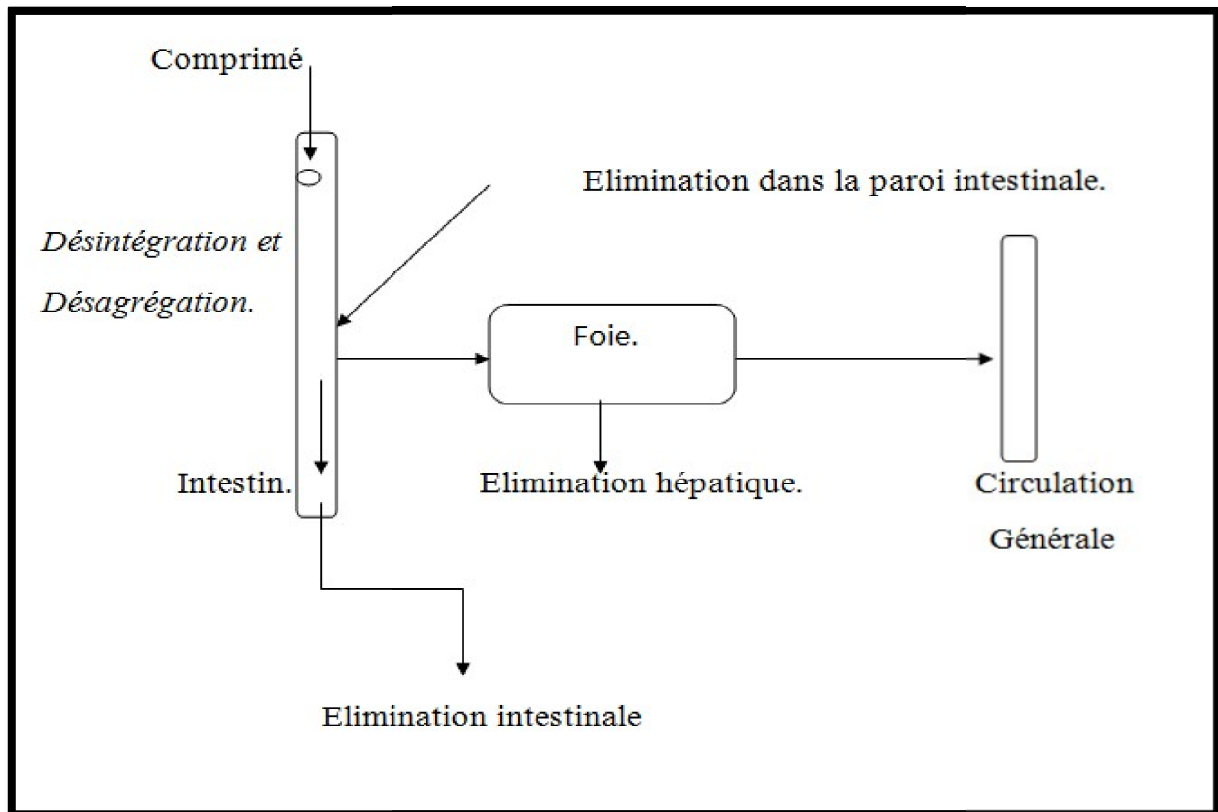 Comprimé
Elimination dans la paroi intestinale.
Désintégration et
Désagrégation.
Foie.
Intestin.
Elimination hépatique.
Circulation
Générale
Elimination intestinale